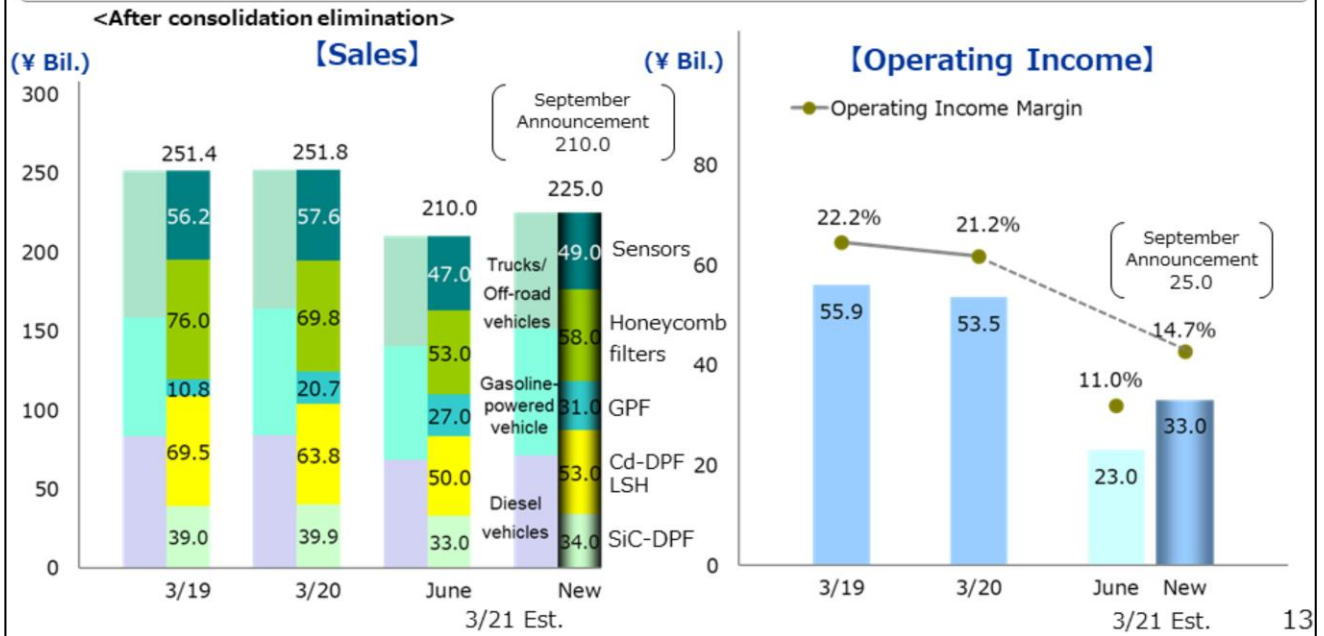 <After consolidation elimination>
【Sales】
(¥ Bil.)
300
250
200
150
100
50
0
September
Announcement
210.0
251.4
251.8
210.0
225.0
56.2
57.6
47.0
49.0
Sensors
76.0
69.8
53.0
58.0
Honeycomb
filters
10.8
20.7
27.0
31.0
GPF
69.5
63.8
50.0
53.0
Cd-DPF
LSH
39.0
39.9
33.0
34.0
SiC-DPF
Trucks/
Off-road
vehicles
Gasoline-
powered
vehicle
Diesel
vehicles
3/19
3/20
June
New
3/21 Est.
【Operating Income】
(¥ Bil.)
Operating Income Margin
80
60
40
20
0
September
Announcement
25.0
22.2%
21.2%
11.0%
14.7%
55.9
53.5
23.0
33.0
3/19
3/20
June
New
3/21 Est.
13